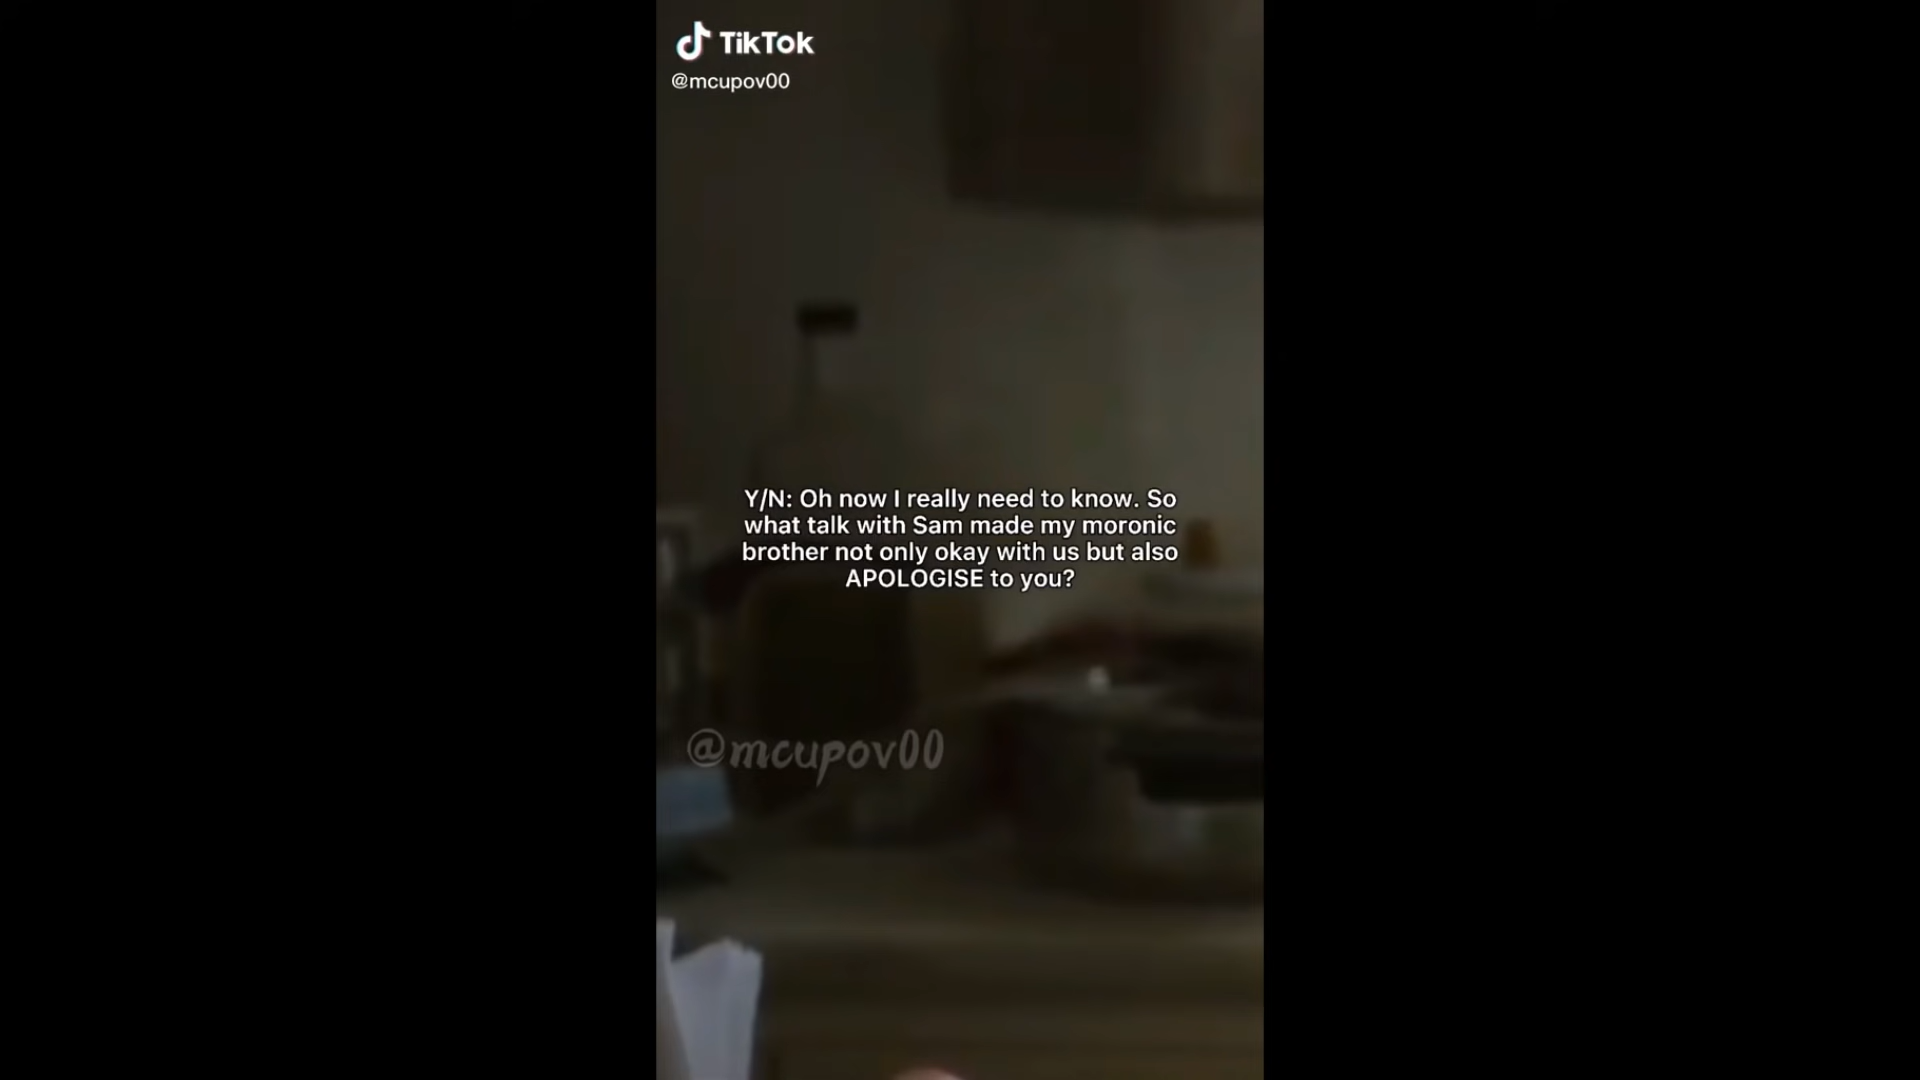 TikTok
@mcupov00
Y/N: Oh now I really need to know. So
what talk with Sam made my moronic
brother not only okay with us but also
APOLOGISE to you?
@mcupov00